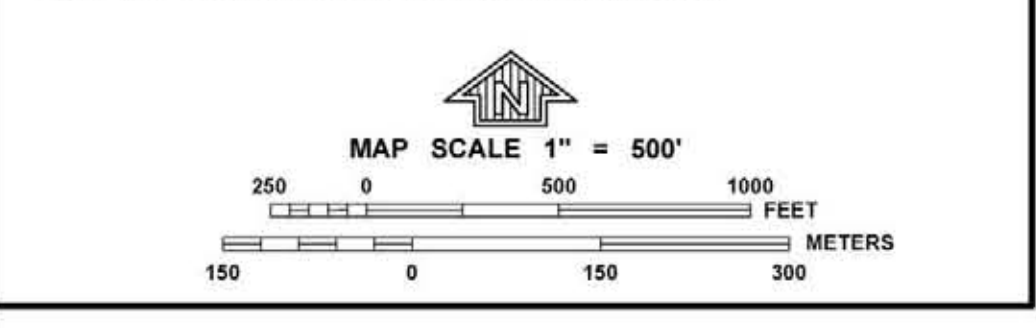 N
MAP SCALE 1" = 500'
250 0 500 1000
FEET
METERS
150 0 150 300